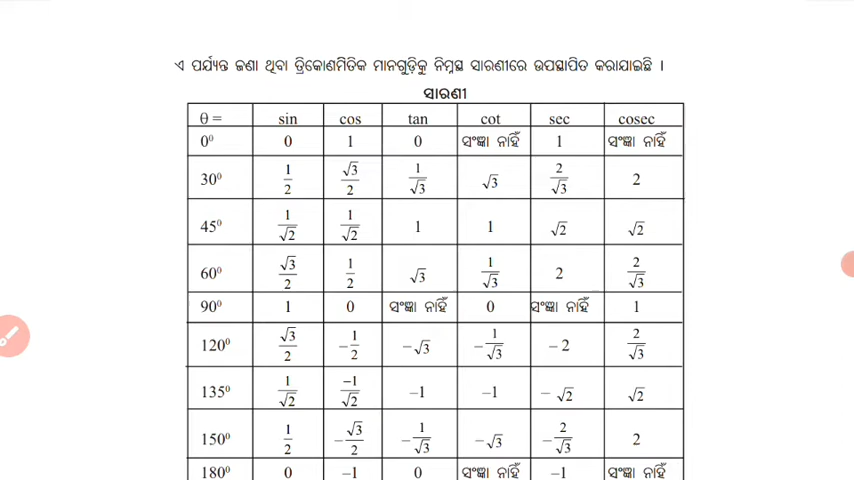 ଏ ପର୍ଯ୍ୟନ୍ତ ଜଣା ଥିବା ତ୍ରିକୋଣମିତିକ ମାନଗୁଡ଼ିକୁ ନିମ୍ନସ୍ଥ ସାରଣୀରେ ଉପସ୍ଥାପିତ କରାଯାଇଛି ।
ସାରଣୀ
θ = sin cos tan cot sec cosec
0⁰ 0 1 0 ସଂଜ୍ଞା ନାହିଁ 1 ସଂଜ୍ଞା ନାହିଁ
30⁰ 1/2 √3/2 1/√3 √3 2/√3 2
45⁰ 1/√2 1/√2 1 1 √2 √2
60⁰ √3/2 1/2 √3 1/√3 2 2/√3
90⁰ 1 0 ସଂଜ୍ଞା ନାହିଁ 0 ସଂଜ୍ଞା ନାହିଁ 1
120⁰ √3/2 –1/2 –√3 –1/√3 –2 2/√3
135⁰ 1/√2 –1/√2 –1 –1 –√2 √2
150⁰ 1/2 –√3/2 –1/√3 –√3 –2/√3 2
180⁰ 0 –1 0 ସଂଜ୍ଞା ନାହିଁ –1 ସଂଜ୍ଞା ନାହିଁ